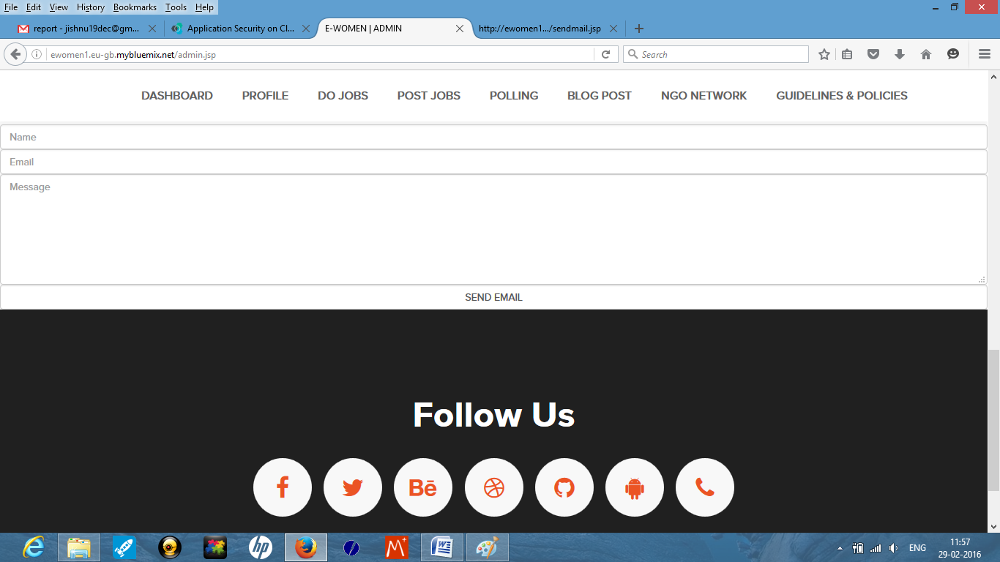 File Edit View History Bookmarks Tools Help
report - jishnu19dec@gm... Application Security on Cl... E-WOMEN | ADMIN http://ewomen1.../sendmail.jsp
ewomen1.eu-gb.mybluemix.net/admin.jsp Search
DASHBOARD PROFILE DO JOBS POST JOBS POLLING BLOG POST NGO NETWORK GUIDELINES & POLICIES
Name
Email
Message
SEND EMAIL
Follow Us
Bē
hp
ENG 11:57
29-02-2016